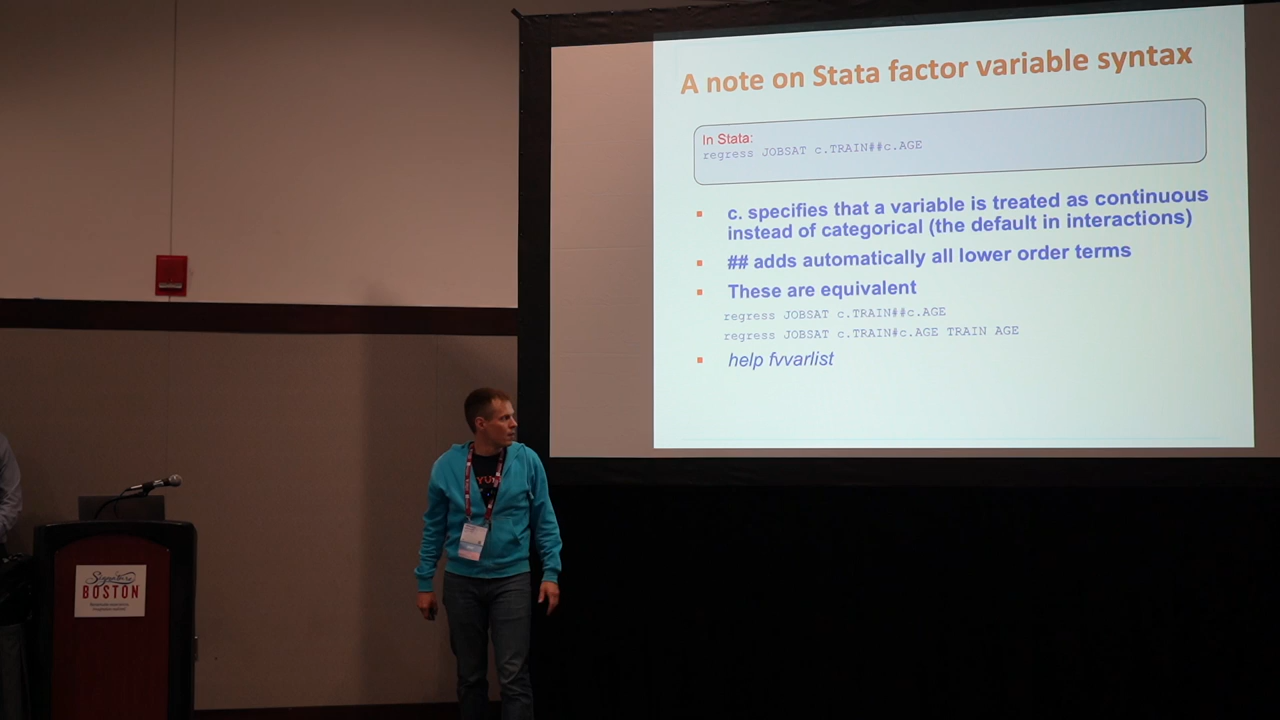 A note on Stata factor variable syntax
In Stata:
regress JOBSAT c.TRAIN##c.AGE
c. specifies that a variable is treated as continuous
instead of categorical (the default in interactions)
## adds automatically all lower order terms
These are equivalent
regress JOBSAT c.TRAIN##c.AGE
regress JOBSAT c.TRAIN#c.AGE TRAIN AGE
help fvvarlist
Signature
BOSTON